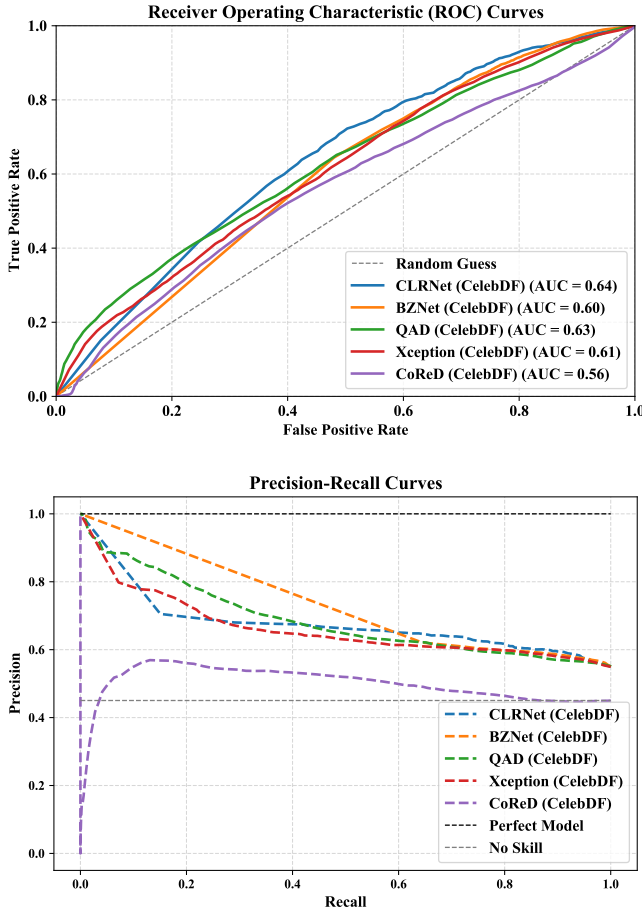 Receiver Operating Characteristic (ROC) Curves
1.0
0.8
0.6
0.4
0.2
0.0
True Positive Rate
Random Guess
CLRNet (CelebDF) (AUC = 0.64)
BZNet (CelebDF) (AUC = 0.60)
QAD (CelebDF) (AUC = 0.63)
Xception (CelebDF) (AUC = 0.61)
CoReD (CelebDF) (AUC = 0.56)
0.0 0.2 0.4 0.6 0.8 1.0
False Positive Rate
Precision-Recall Curves
1.0
0.8
0.6
0.4
0.2
0.0
Precision
CLRNet (CelebDF)
BZNet (CelebDF)
QAD (CelebDF)
Xception (CelebDF)
CoReD (CelebDF)
Perfect Model
No Skill
0.0 0.2 0.4 0.6 0.8 1.0
Recall